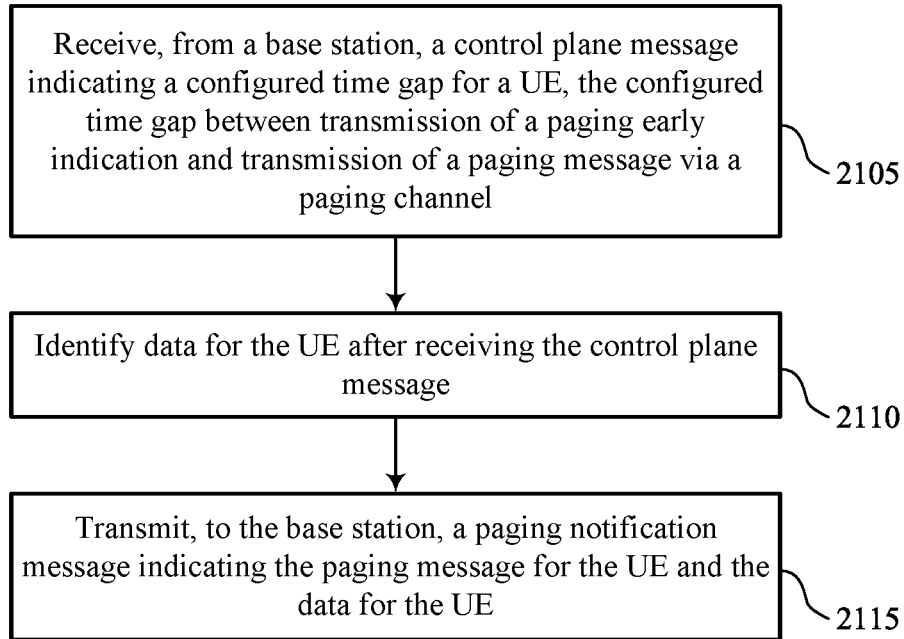 Receive, from a base station, a control plane message
indicating a configured time gap for a UE, the configured
time gap between transmission of a paging early
indication and transmission of a paging message via a
paging channel
2105
Identify data for the UE after receiving the control plane
message
2110
Transmit, to the base station, a paging notification
message indicating the paging message for the UE and the
data for the UE
2115